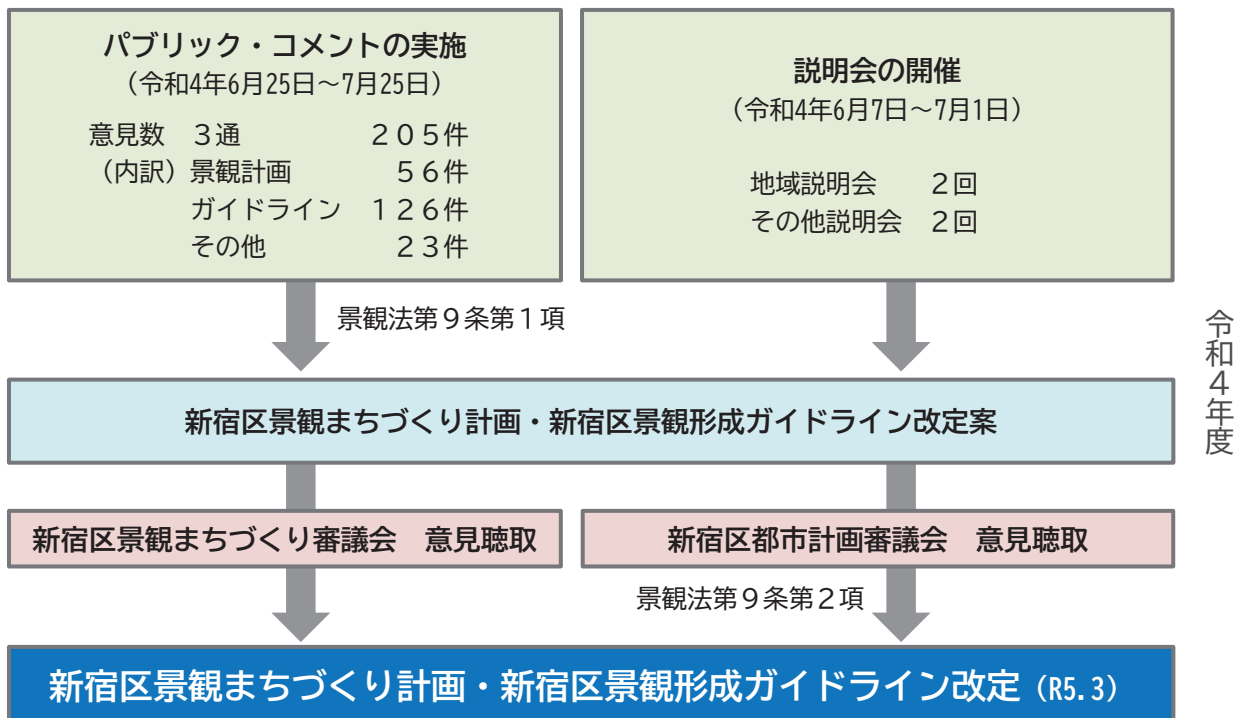 パブリック・コメントの実施
（令和4年6月25日～7月25日）
意見数　３通　２０５件
（内訳）景観計画　５６件
ガイドライン　１２６件
その他　２３件
説明会の開催
（令和4年6月7日～7月1日）
地域説明会　２回
その他説明会　２回
景観法第９条第１項
新宿区景観まちづくり計画・新宿区景観形成ガイドライン改定案
新宿区景観まちづくり審議会　意見聴取
新宿区都市計画審議会　意見聴取
景観法第９条第２項
新宿区景観まちづくり計画・新宿区景観形成ガイドライン改定（R5.3）
令和４年度